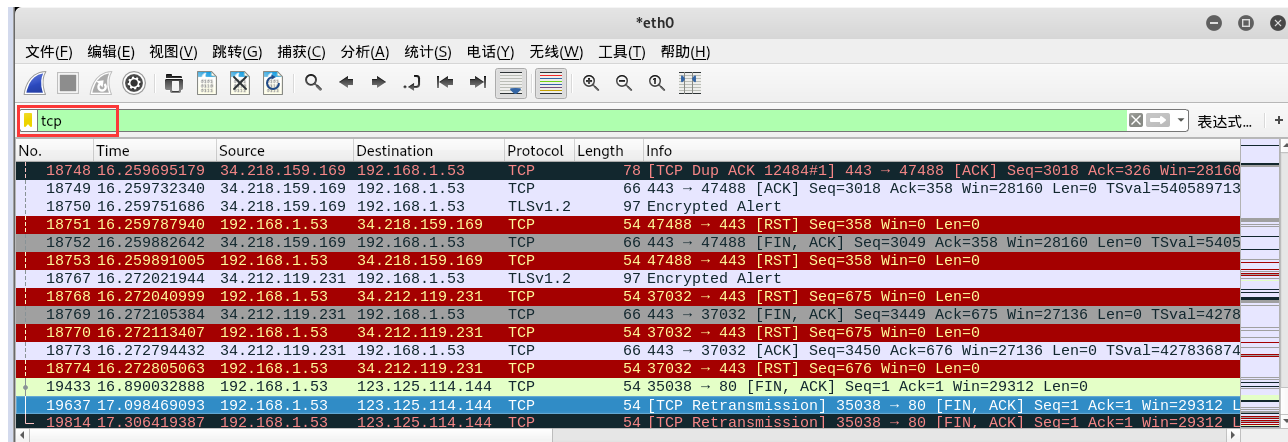 *eth0
文件(F) 编辑(E) 视图(V) 跳转(G) 捕获(C) 分析(A) 统计(S) 电话(Y) 无线(W) 工具(T) 帮助(H)
tcp 表达式… +
No. Time Source Destination Protocol Length Info
18748 16.259695179 34.218.159.169 192.168.1.53 TCP 78 [TCP Dup ACK 12484#1] 443 → 47488 [ACK] Seq=3018 Ack=326 Win=28160
18749 16.259732340 34.218.159.169 192.168.1.53 TCP 66 443 → 47488 [ACK] Seq=3018 Ack=358 Win=28160 Len=0 TSval=540589713
18750 16.259751686 34.218.159.169 192.168.1.53 TLSv1.2 97 Encrypted Alert
18751 16.259787940 192.168.1.53 34.218.159.169 TCP 54 47488 → 443 [RST] Seq=358 Win=0 Len=0
18752 16.259882642 34.218.159.169 192.168.1.53 TCP 66 443 → 47488 [FIN, ACK] Seq=3049 Ack=358 Win=28160 Len=0 TSval=5405
18753 16.259891005 192.168.1.53 34.218.159.169 TCP 54 47488 → 443 [RST] Seq=358 Win=0 Len=0
18767 16.272021944 34.212.119.231 192.168.1.53 TLSv1.2 97 Encrypted Alert
18768 16.272040999 192.168.1.53 34.212.119.231 TCP 54 37032 → 443 [RST] Seq=675 Win=0 Len=0
18769 16.272105384 34.212.119.231 192.168.1.53 TCP 66 443 → 37032 [FIN, ACK] Seq=3449 Ack=675 Win=27136 Len=0 TSval=4278
18770 16.272113407 192.168.1.53 34.212.119.231 TCP 54 37032 → 443 [RST] Seq=675 Win=0 Len=0
18773 16.272794432 34.212.119.231 192.168.1.53 TCP 66 443 → 37032 [ACK] Seq=3450 Ack=676 Win=27136 Len=0 TSval=427836874
18774 16.272805063 192.168.1.53 34.212.119.231 TCP 54 37032 → 443 [RST] Seq=676 Win=0 Len=0
19433 16.890032888 192.168.1.53 123.125.114.144 TCP 54 35038 → 80 [FIN, ACK] Seq=1 Ack=1 Win=29312 Len=0
19637 17.098469093 192.168.1.53 123.125.114.144 TCP 54 [TCP Retransmission] 35038 → 80 [FIN, ACK] Seq=1 Ack=1 Win=29312 L
19814 17.306419387 192.168.1.53 123.125.114.144 TCP 54 [TCP Retransmission] 35038 → 80 [FIN, ACK] Seq=1 Ack=1 Win=29312 L